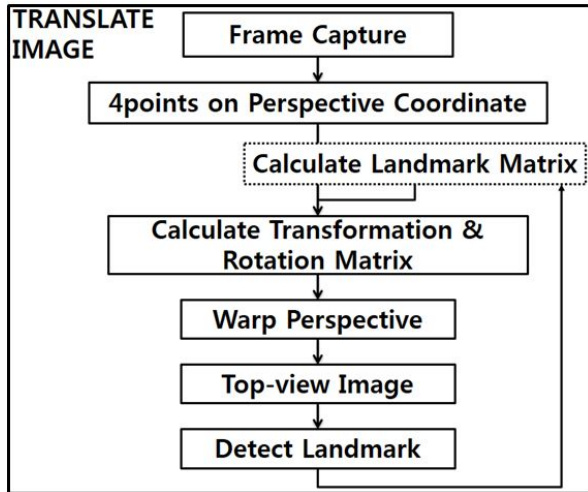 TRANSLATE
IMAGE
Frame Capture
4points on Perspective Coordinate
Calculate Landmark Matrix
Calculate Transformation &
Rotation Matrix
Warp Perspective
Top-view Image
Detect Landmark